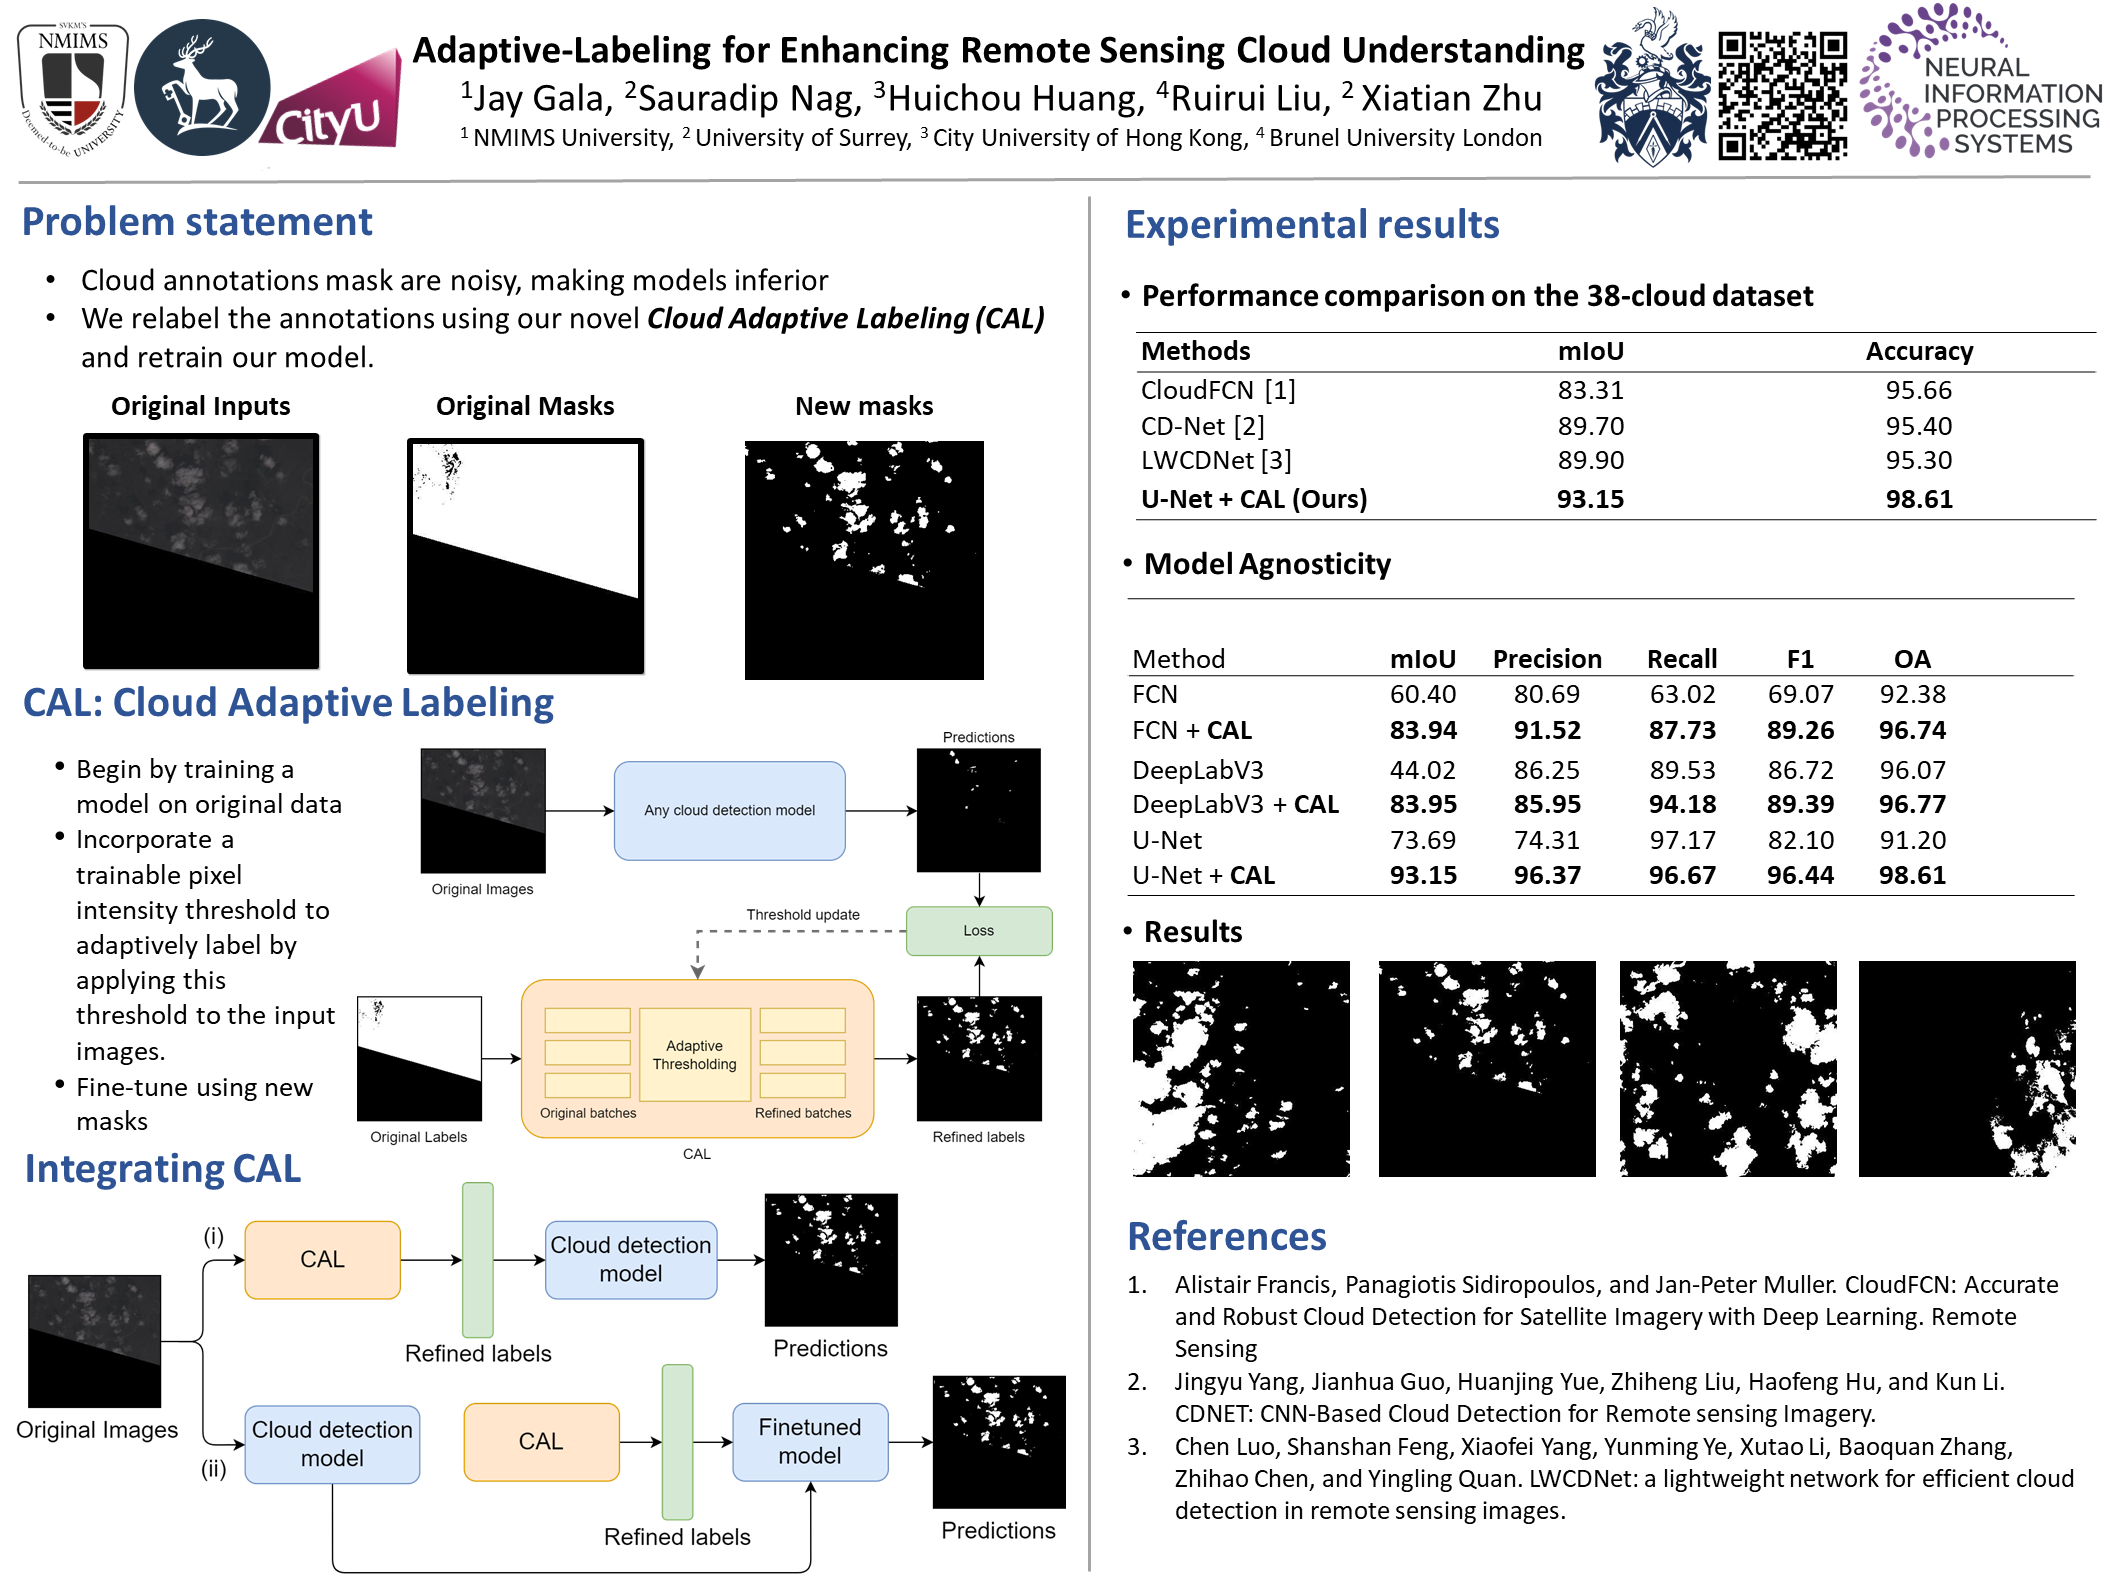 SVKM'S
NMIMS
Deemed-to-be UNIVERSITY
CityU
Adaptive-Labeling for Enhancing Remote Sensing Cloud Understanding
1Jay Gala, 2Sauradip Nag, 3Huichou Huang, 4Ruirui Liu, 2 Xiatian Zhu
1 NMIMS University, 2 University of Surrey, 3 City University of Hong Kong, 4 Brunel University London
NEURAL
INFORMATION
PROCESSING
SYSTEMS
Problem statement
• Cloud annotations mask are noisy, making models inferior
• We relabel the annotations using our novel Cloud Adaptive Labeling (CAL)
and retrain our model.
Original Inputs Original Masks New masks
CAL: Cloud Adaptive Labeling
• Begin by training a
model on original data
• Incorporate a
trainable pixel
intensity threshold to
adaptively label by
applying this
threshold to the input
images.
• Fine-tune using new
masks
Predictions
Any cloud detection model
Original Images
Threshold update
Loss
Adaptive
Thresholding
Original batches Refined batches
Original Labels
CAL
Refined labels
Integrating CAL
(i)
CAL
Cloud detection
model
Refined labels
Predictions
Original Images
(ii)
Cloud detection
model
CAL
Finetuned
model
Refined labels
Predictions
Experimental results
• Performance comparison on the 38-cloud dataset
Methods mIoU Accuracy
CloudFCN [1] 83.31 95.66
CD-Net [2] 89.70 95.40
LWCDNet [3] 89.90 95.30
U-Net + CAL (Ours) 93.15 98.61
• Model Agnosticity
Method mIoU Precision Recall F1 OA
FCN 60.40 80.69 63.02 69.07 92.38
FCN + CAL 83.94 91.52 87.73 89.26 96.74
DeepLabV3 44.02 86.25 89.53 86.72 96.07
DeepLabV3 + CAL 83.95 85.95 94.18 89.39 96.77
U-Net 73.69 74.31 97.17 82.10 91.20
U-Net + CAL 93.15 96.37 96.67 96.44 98.61
• Results
References
1. Alistair Francis, Panagiotis Sidiropoulos, and Jan-Peter Muller. CloudFCN: Accurate
and Robust Cloud Detection for Satellite Imagery with Deep Learning. Remote
Sensing
2. Jingyu Yang, Jianhua Guo, Huanjing Yue, Zhiheng Liu, Haofeng Hu, and Kun Li.
CDNET: CNN-Based Cloud Detection for Remote sensing Imagery.
3. Chen Luo, Shanshan Feng, Xiaofei Yang, Yunming Ye, Xutao Li, Baoquan Zhang,
Zhihao Chen, and Yingling Quan. LWCDNet: a lightweight network for efficient cloud
detection in remote sensing images.